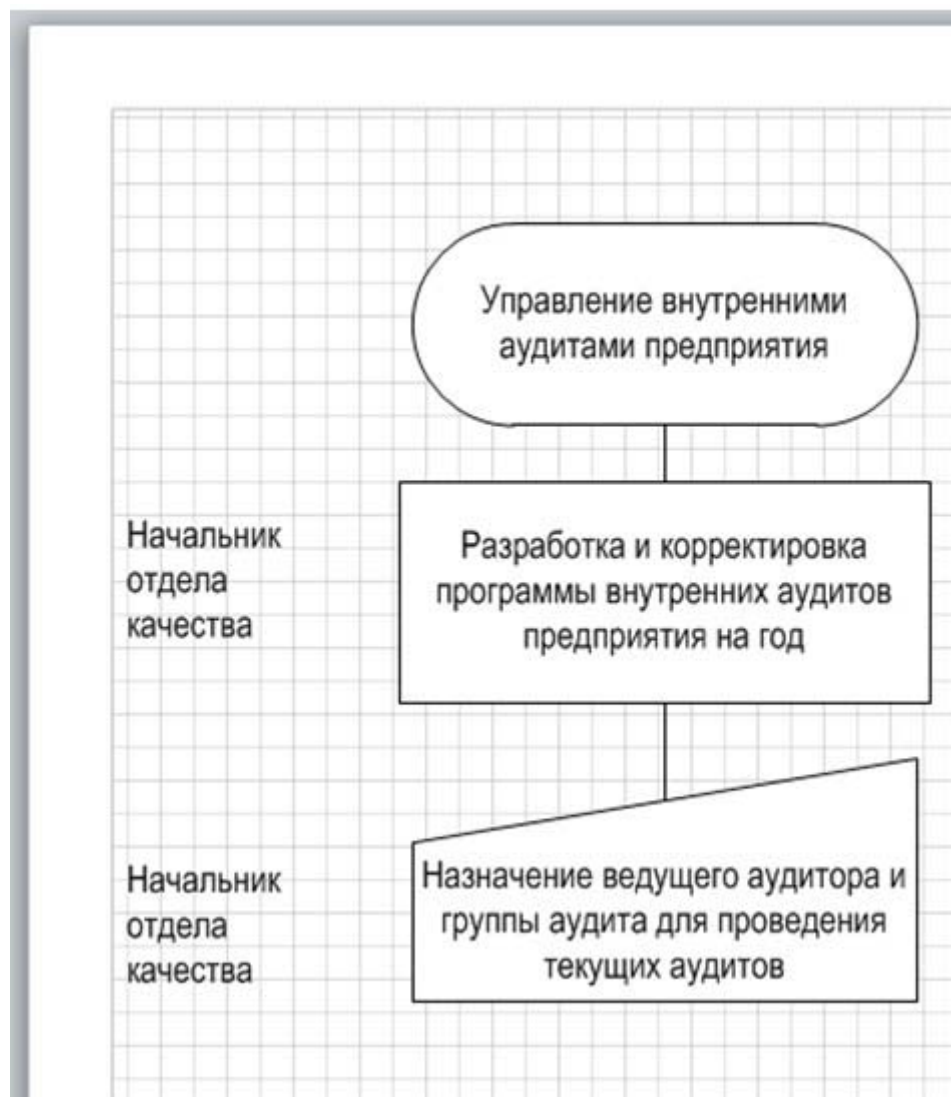 Управление внутренними
аудитами предприятия
Начальник
отдела
качества
Разработка и корректировка
программы внутренних аудитов
предприятия на год
Начальник
отдела
качества
Назначение ведущего аудитора и
группы аудита для проведения
текущих аудитов